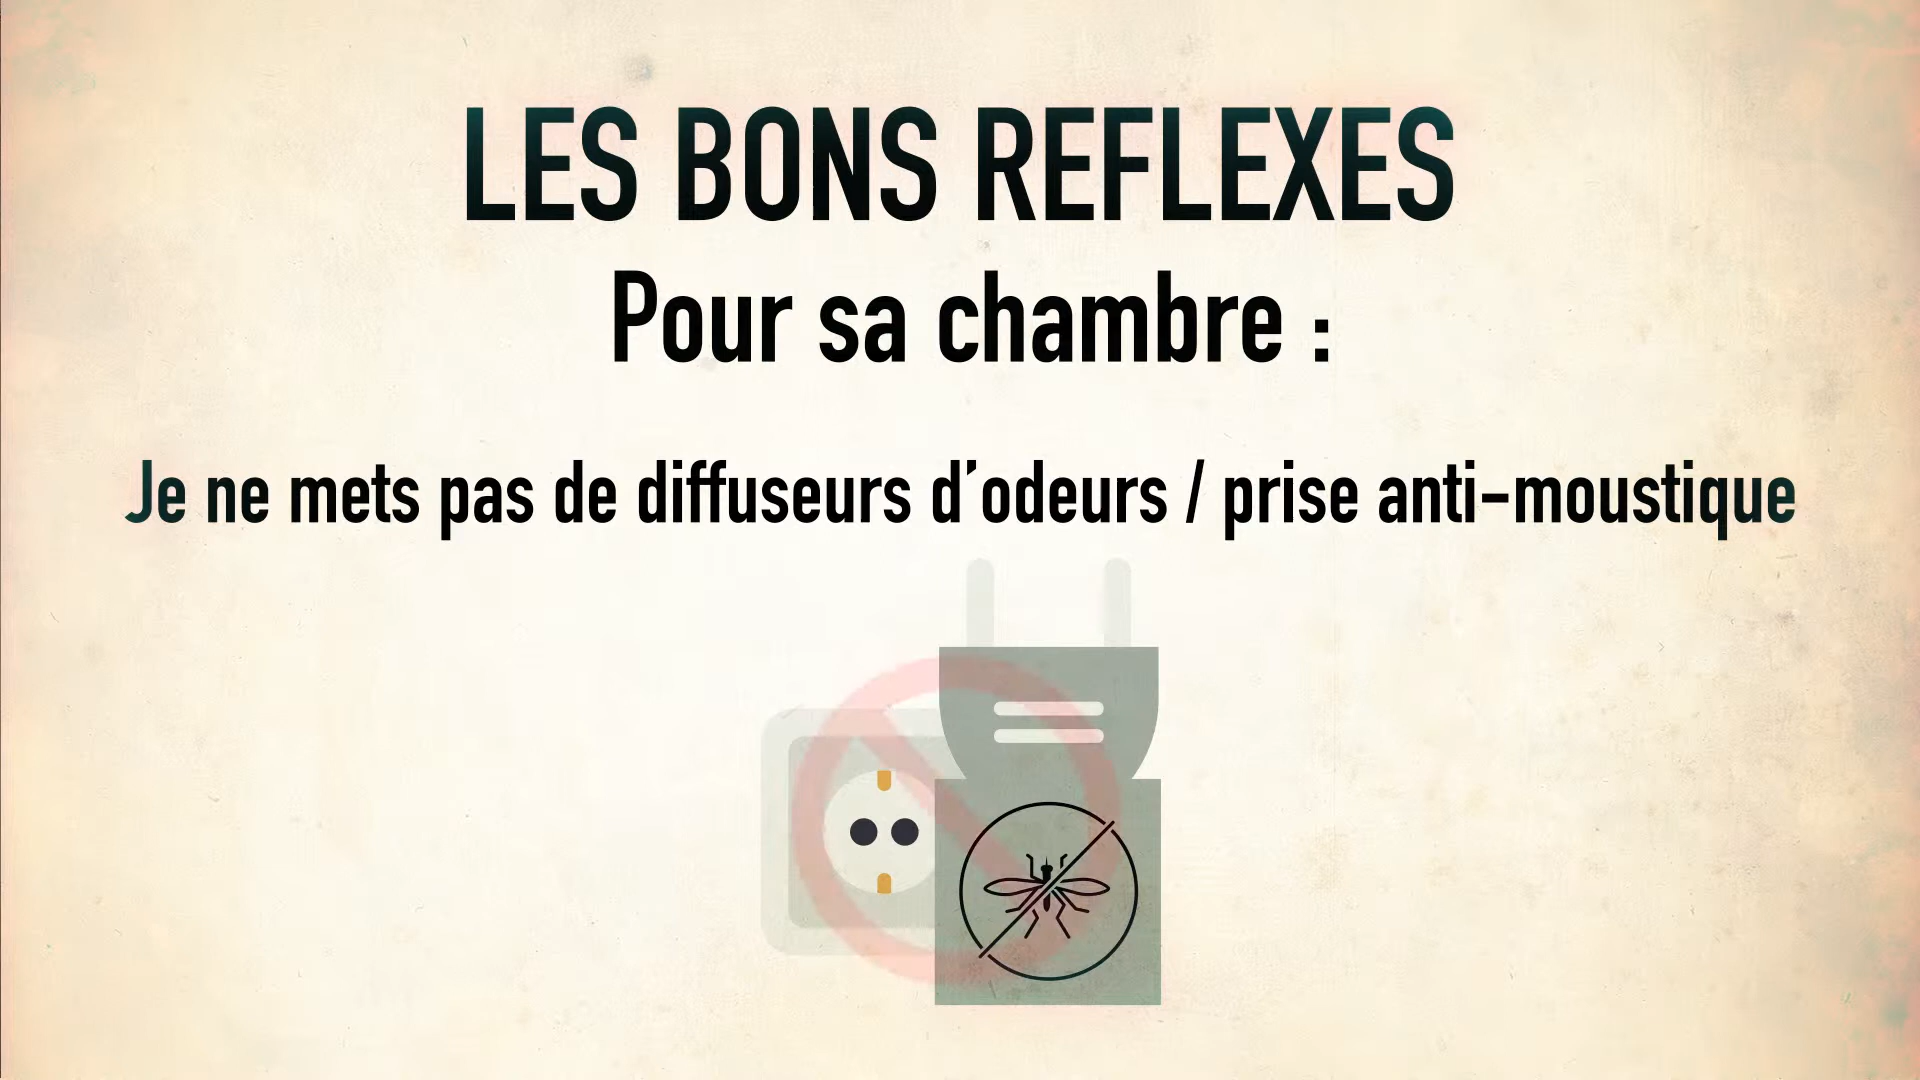 LES BONS REFLEXES
Pour sa chambre :
Je ne mets pas de diffuseurs d’odeurs / prise anti-moustique